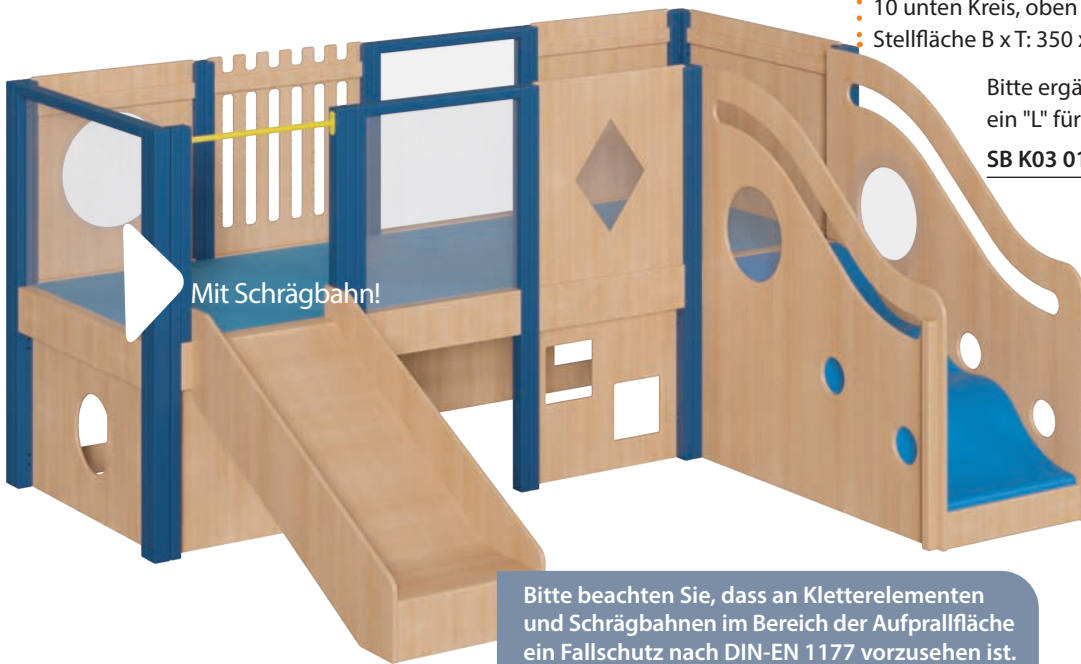 10 unten Kreis, oben
Stellfläche B x T: 350
Bitte ergä
ein "L" für
SB K03 01
Mit Schrägbahn!
Bitte beachten Sie, dass an Kletterelementen
und Schrägbahnen im Bereich der Aufprallfläche
ein Fallschutz nach DIN-EN 1177 vorzusehen ist.